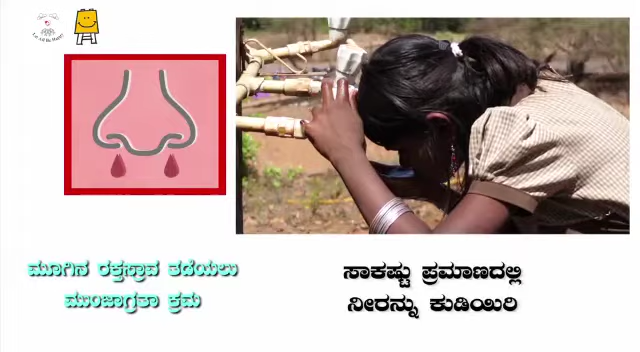 ಮೂಗಿನ ರಕ್ತಸ್ರಾವ ತಡೆಯಲು
ಮುಂಜಾಗ್ರತಾ ಕ್ರಮ
ಸಾಕಷ್ಟು ಪ್ರಮಾಣದಲ್ಲಿ
ನೀರನ್ನು ಕುಡಿಯಿರಿ